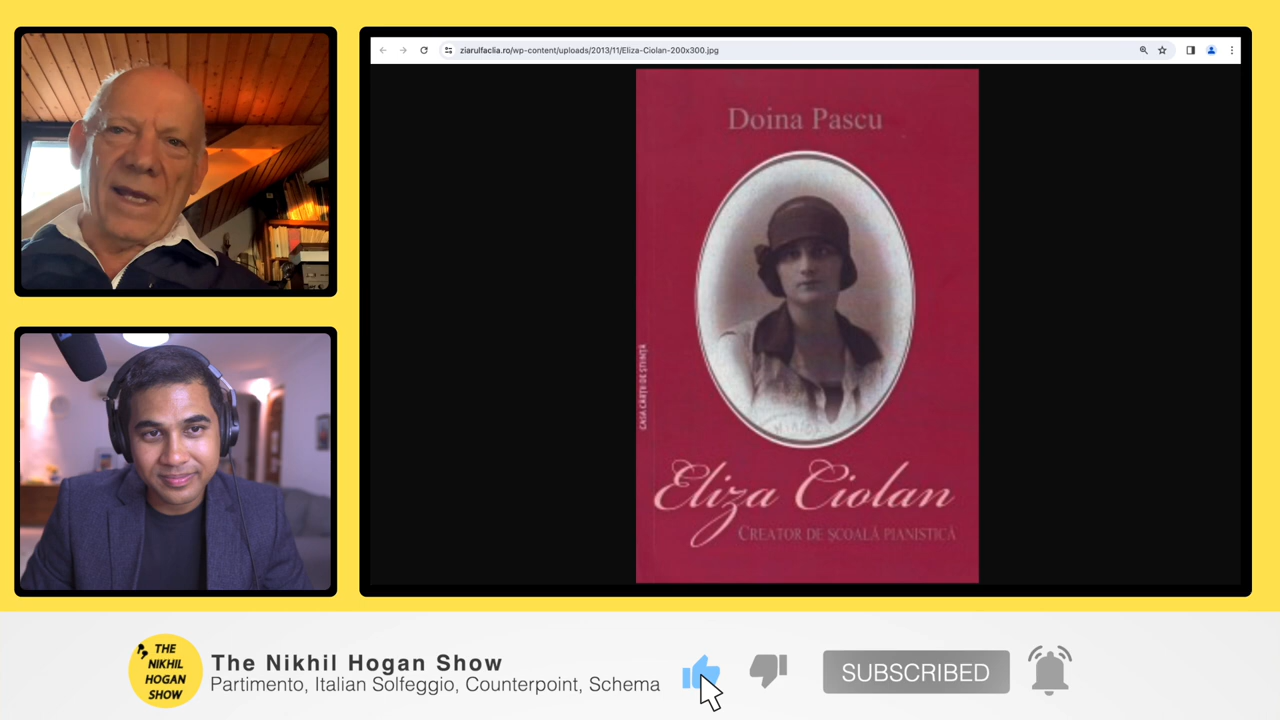 ziarulfaclia.ro/wp-content/uploads/2013/11/Eliza-Ciolan-200x300.jpg
Doina Pascu
CASA CĂRȚII DE ȘTIINȚĂ
Eliza Ciolan
CREATOR DE ȘCOALĂ PIANISTICĂ
THE
NIKHIL
HOGAN
SHOW
The Nikhil Hogan Show
Partimento, Italian Solfeggio, Counterpoint, Schema
SUBSCRIBED